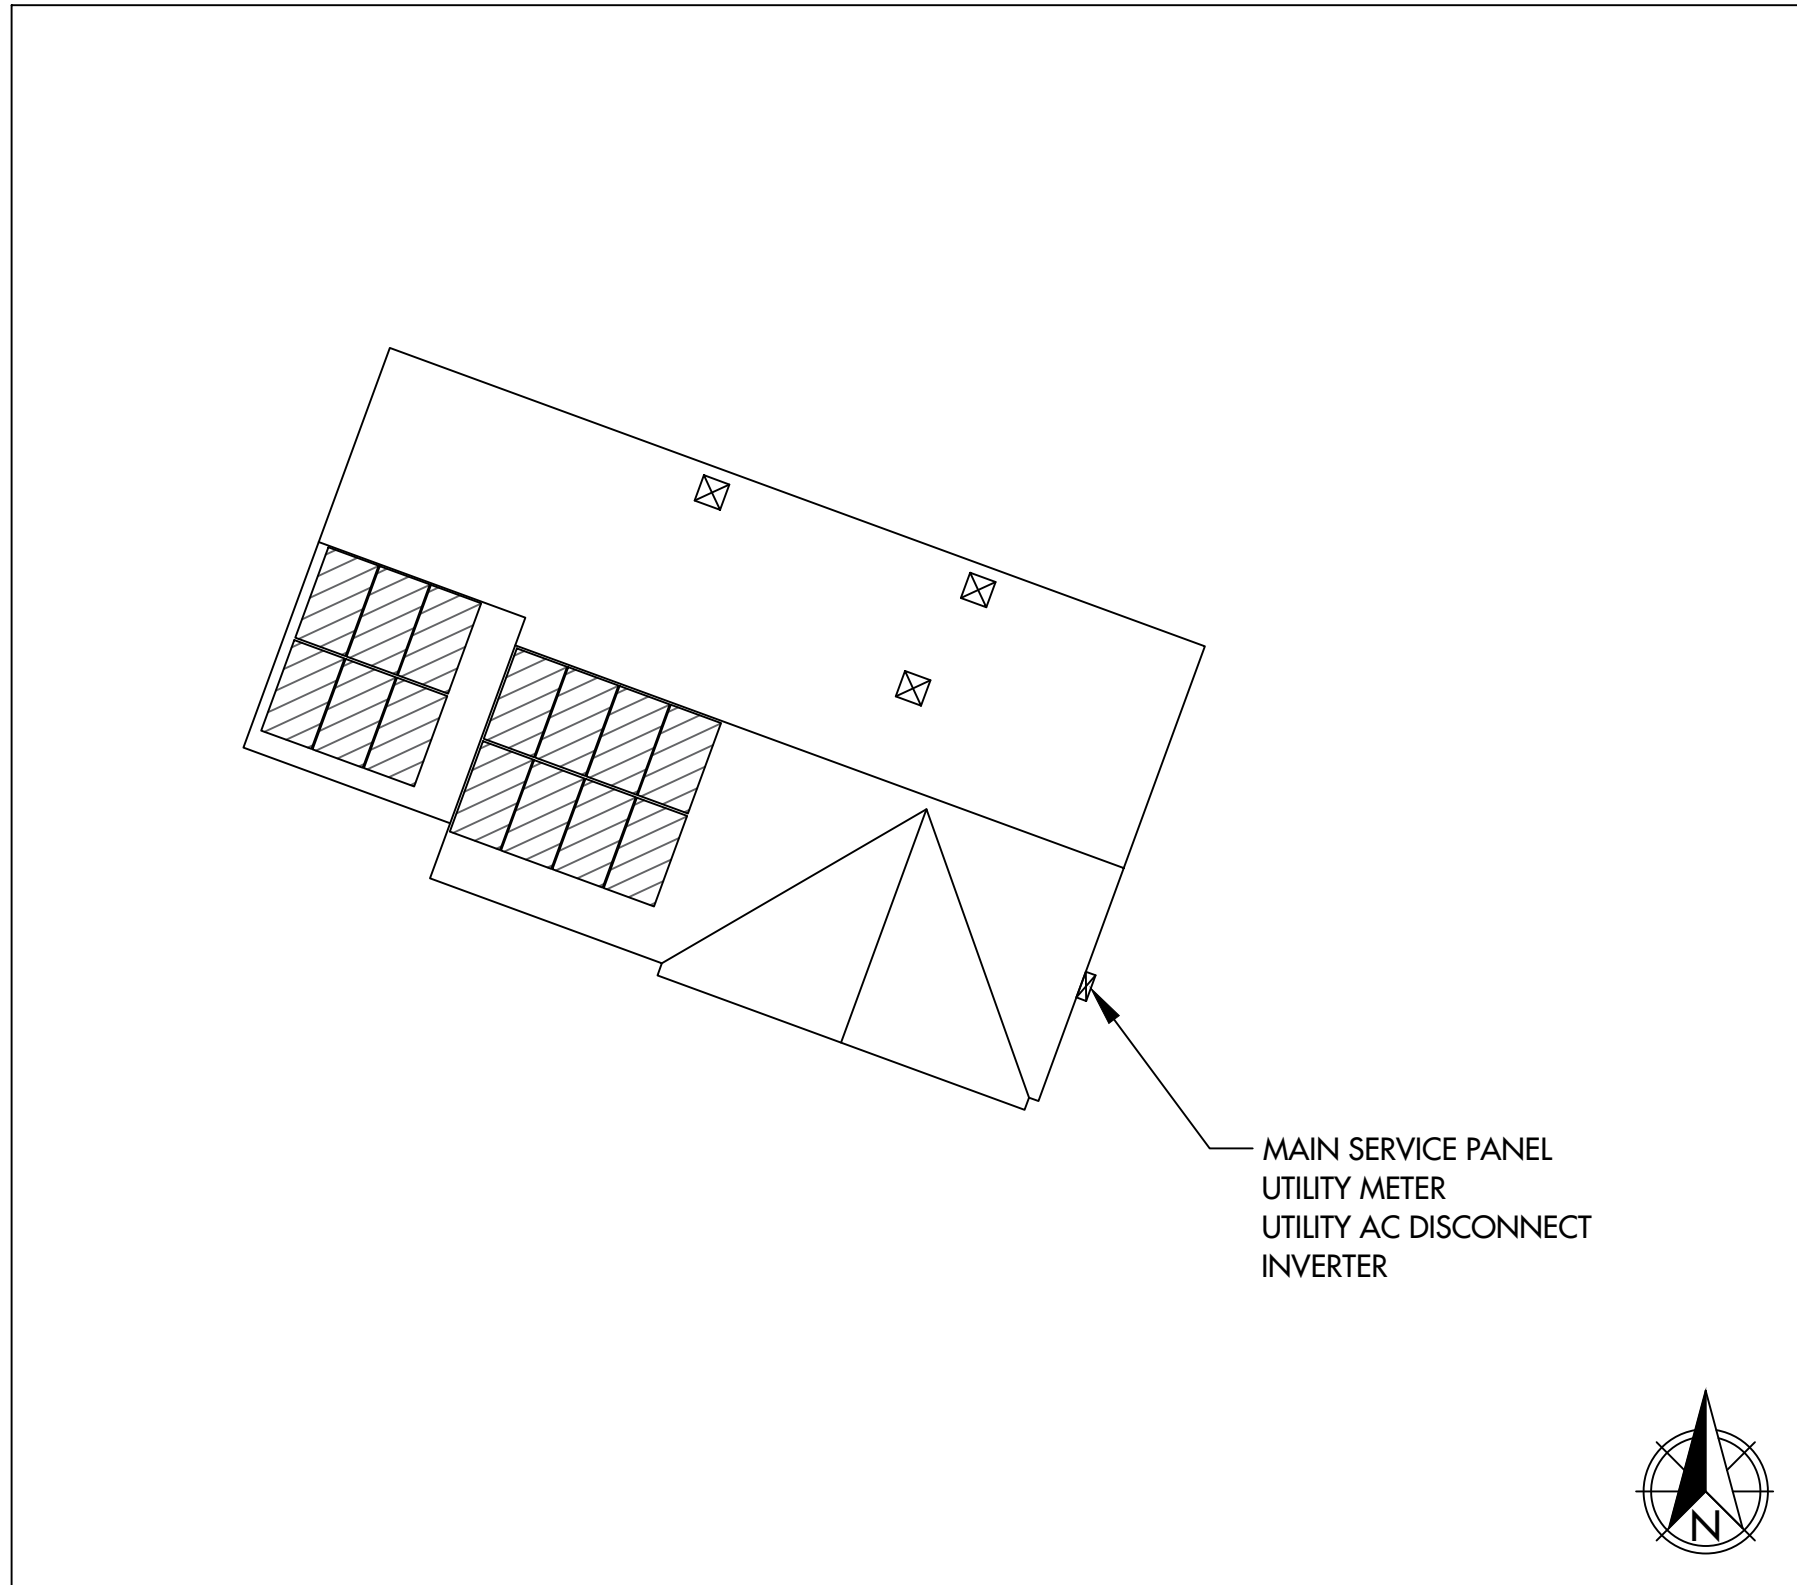 MAIN SERVICE PANEL
UTILITY METER
UTILITY AC DISCONNECT
INVERTER
N